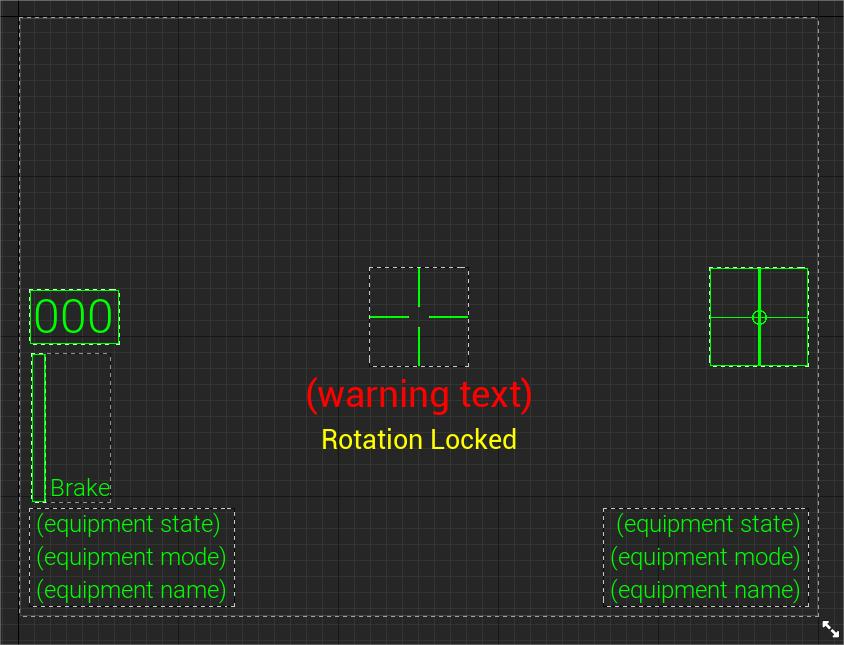 000
(warning text)
Rotation Locked
Brake
(equipment state)
(equipment mode)
(equipment name)
(equipment state)
(equipment mode)
(equipment name)